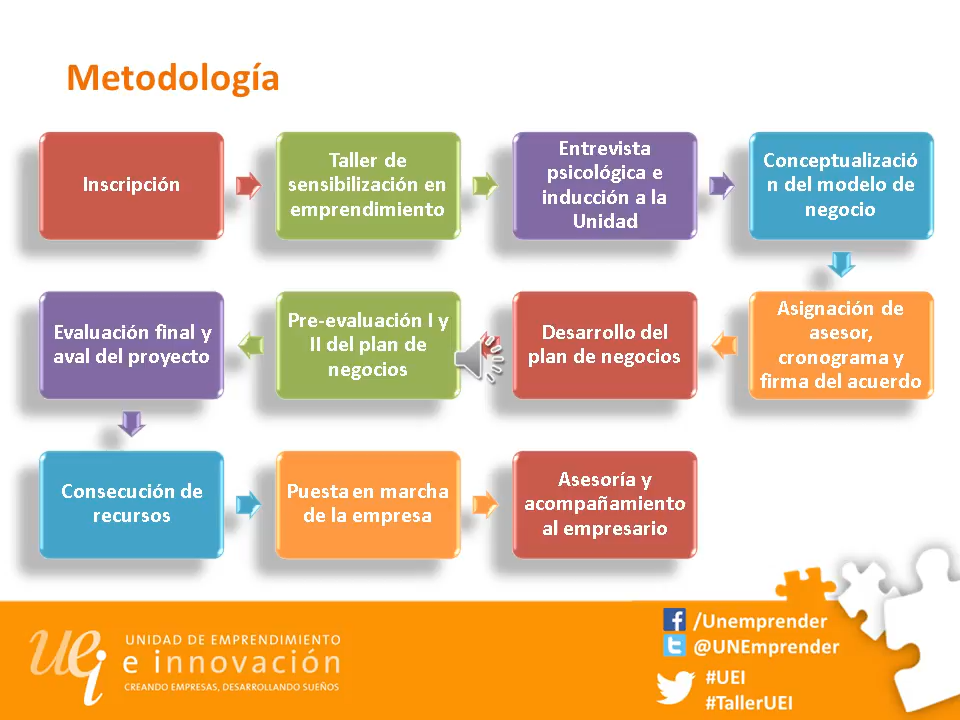 Metodología
Inscripción
Taller de
sensibilización en
emprendimiento
Entrevista
psicológica e
inducción a la
Unidad
Conceptualizació
n del modelo de
negocio
Asignación de
asesor,
cronograma y
firma del acuerdo
Desarrollo del
plan de negocios
Pre-evaluación I y
II del plan de
negocios
Evaluación final y
aval del proyecto
Consecución de
recursos
Puesta en marcha
de la empresa
Asesoría y
acompañamiento
al empresario
uei
UNIDAD DE EMPRENDIMIENTO
e innovación
CREANDO EMPRESAS, DESARROLLANDO SUEÑOS
/Unemprender
@UNEmprender
#UEI
#TallerUEI